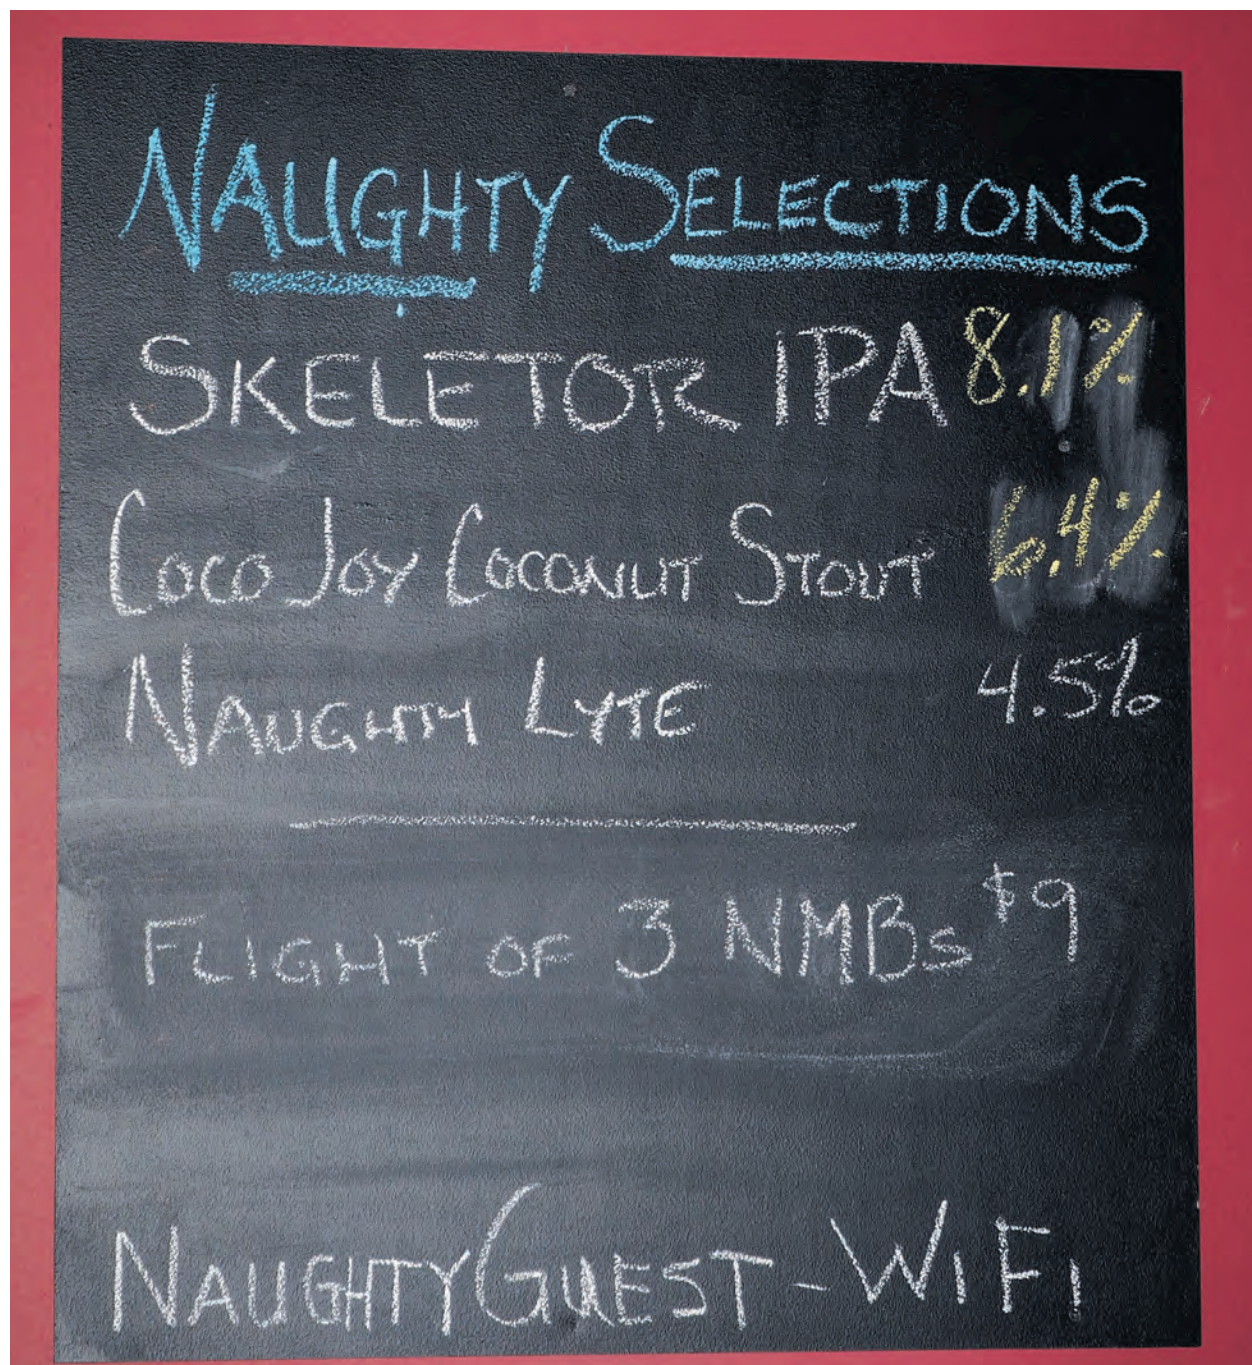 NAUGHTY SELECTIONS
SKELETOR IPA 8.1%
COCO JOY COCONUT STOUT 6.4%
NAUGHTY LYTE 4.5%
FLIGHT OF 3 NMBs $9
NAUGHTYGUEST - WIFI